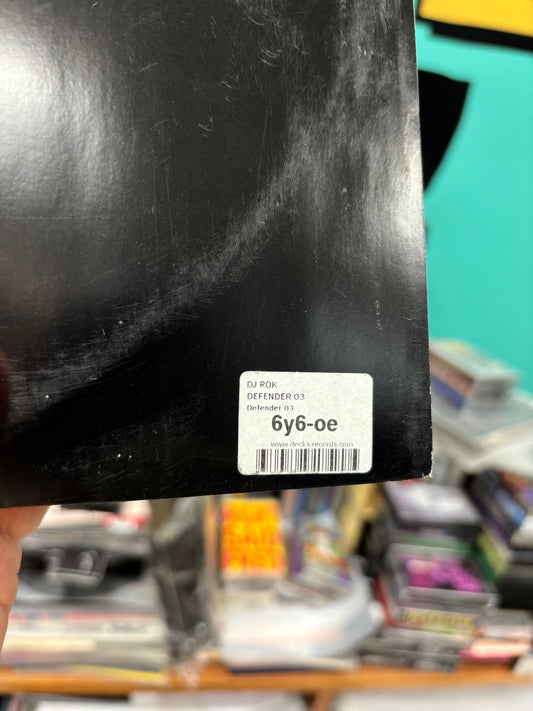 DJ ROK
DEFENDER 03
Defender 03
6y6-oe
www.decks-records.com